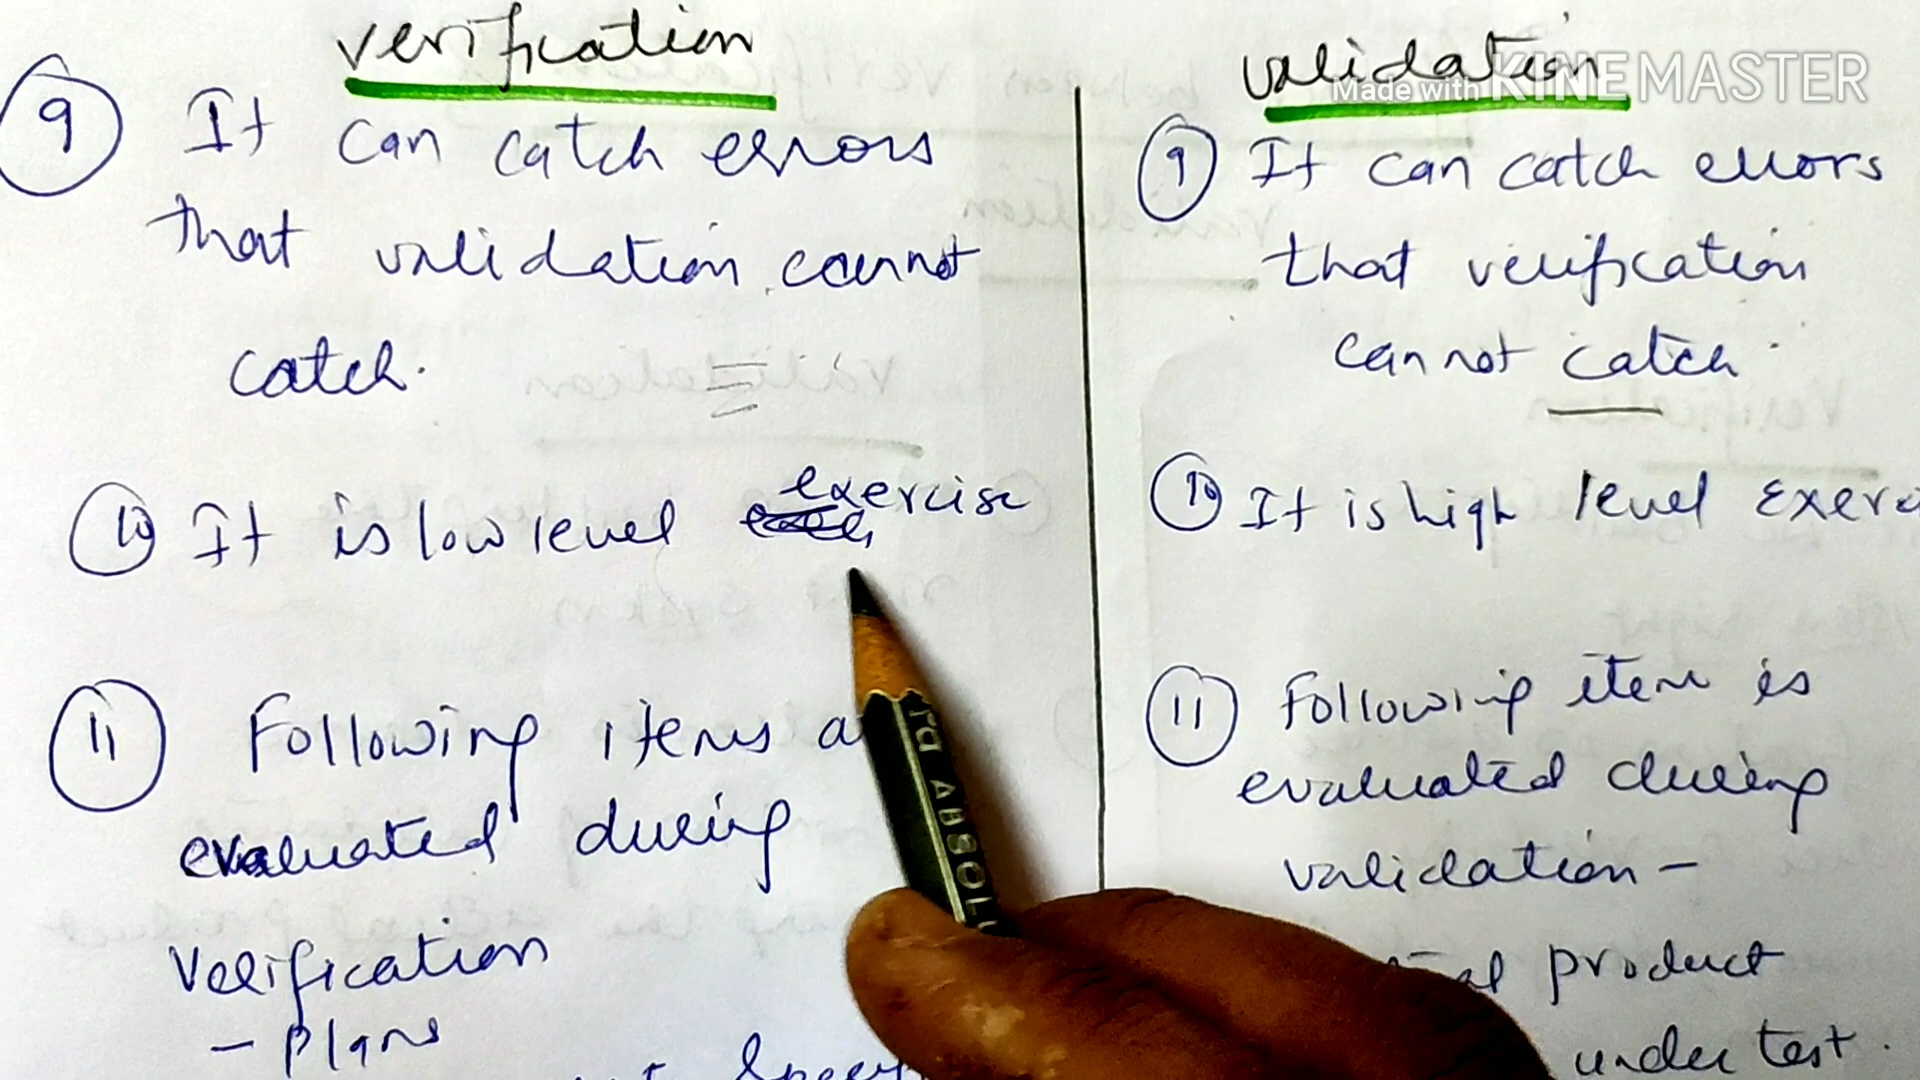 verification
9 It can catch errors
that validation cannot
catch.
10 It is low level exercise
11 Following items a
evaluated during
Verification
- Plans
validation
Made with KINEMASTER
9 It can catch errors
that verification
cannot catch.
10 It is high level exerci
11 Following item is
evaluated during
validation -
product
under test.
ABSOL